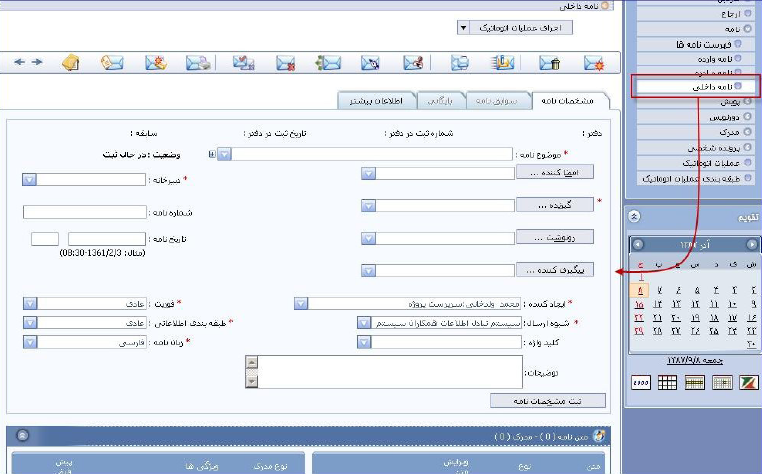 نامه داخلی
اجرای عملیات اتوماتیک
ارجاع
نامه
فهرست نامه ها
نامه وارده
نامه صادره
نامه داخلی
پویش
دورنویس
مدرک
پرونده شخصی
عملیات اتوماتیک
طبقه بندی عملیات اتوماتیک
مشخصات نامه
سوابق نامه
بایگانی
اطلاعات بیشتر
دفتر :
شماره ثبت در دفتر :
تاریخ ثبت در دفتر :
سابقه :
* موضوع نامه :
وضعیت : در حال ثبت
امضا کننده ...
* دبیرخانه :
* گیرنده ...
شماره نامه :
رونوشت ...
تاریخ نامه :
(مثال: 1361/2/3-08:30)
پیگیری کننده ...
* ایجاد کننده :
سرپرست پروژه
* فوریت :
عادی
* شیوه ارسال:
سیستم تبادل اطلاعات همکاران سیستم
* طبقه بندی اطلاعاتی :
عادی
کلید واژه :
* زبان نامه :
فارسی
توضیحات:
ثبت مشخصات نامه
متن نامه ( 0 ) - مدرک ( 0 )
متن
نوع
ویرایش
متن
نوع مدرک
ویژگی ها
پیش
فرض
تقویم
آذر ۱۳۸۷
ش ی د س چ پ ج
۱
۲ ۳ ۴ ۵ ۶ ۷ ۸
۹ ۱۰ ۱۱ ۱۲ ۱۳ ۱۴ ۱۵
۱۶ ۱۷ ۱۸ ۱۹ ۲۰ ۲۱ ۲۲
۲۳ ۲۴ ۲۵ ۲۶ ۲۷ ۲۸ ۲۹
۳۰
جمعه ۱۳۸۷/۹/۸